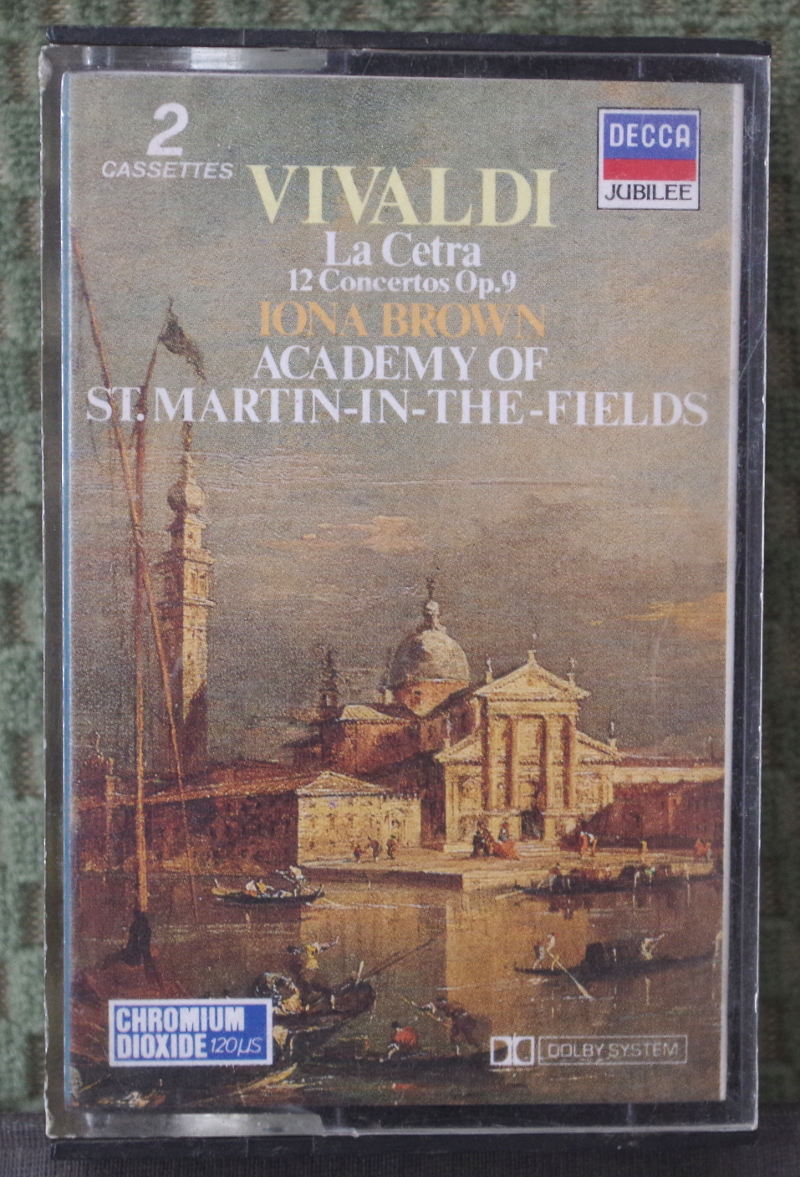 2
CASSETTES
DECCA
JUBILEE
VIVALDI
La Cetra
12 Concertos Op.9
IONA BROWN
ACADEMY OF
ST. MARTIN-IN-THE-FIELDS
CHROMIUM
DIOXIDE 120µS
DOLBY SYSTEM